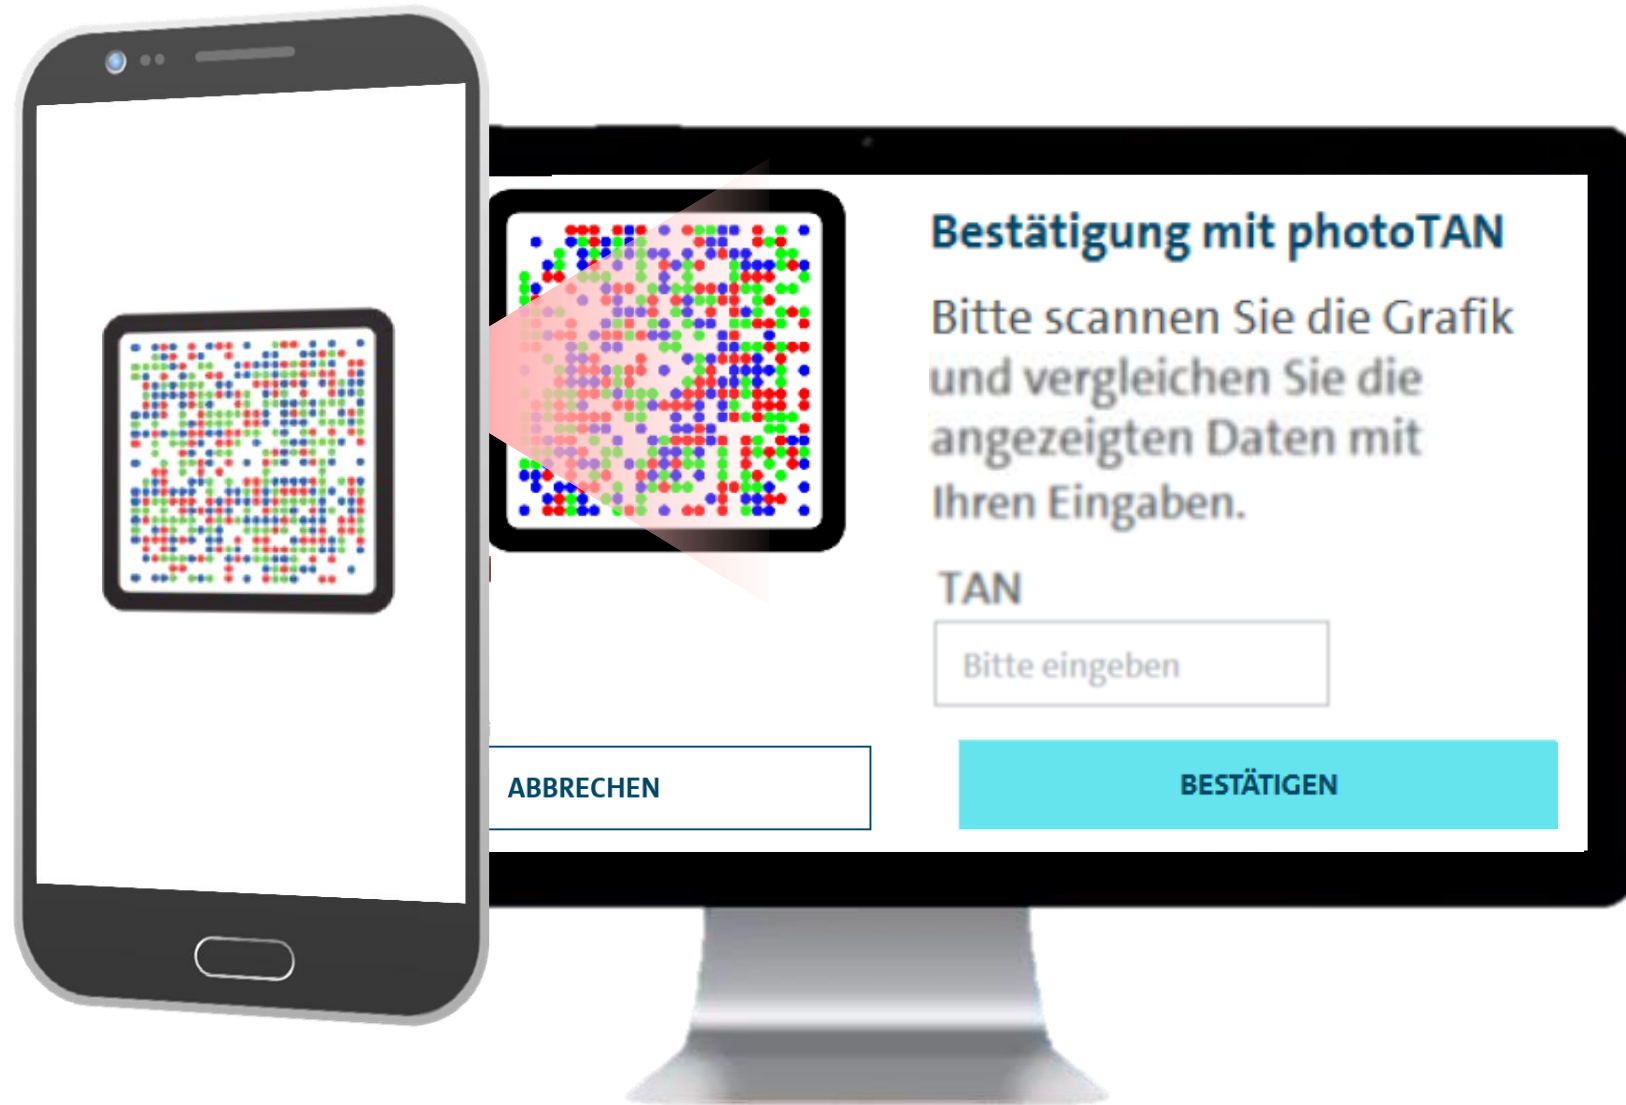 Bestätigung mit photoTAN
Bitte scannen Sie die Grafik
und vergleichen Sie die
angezeigten Daten mit
Ihren Eingaben.
TAN
Bitte eingeben
ABBRECHEN
BESTÄTIGEN